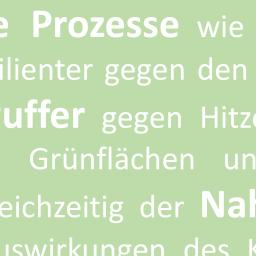 e Prozesse wie
ilienter gegen den
uffer gegen Hitze
Grünflächen un
eichzeitig der Nah
uswirkungen des K